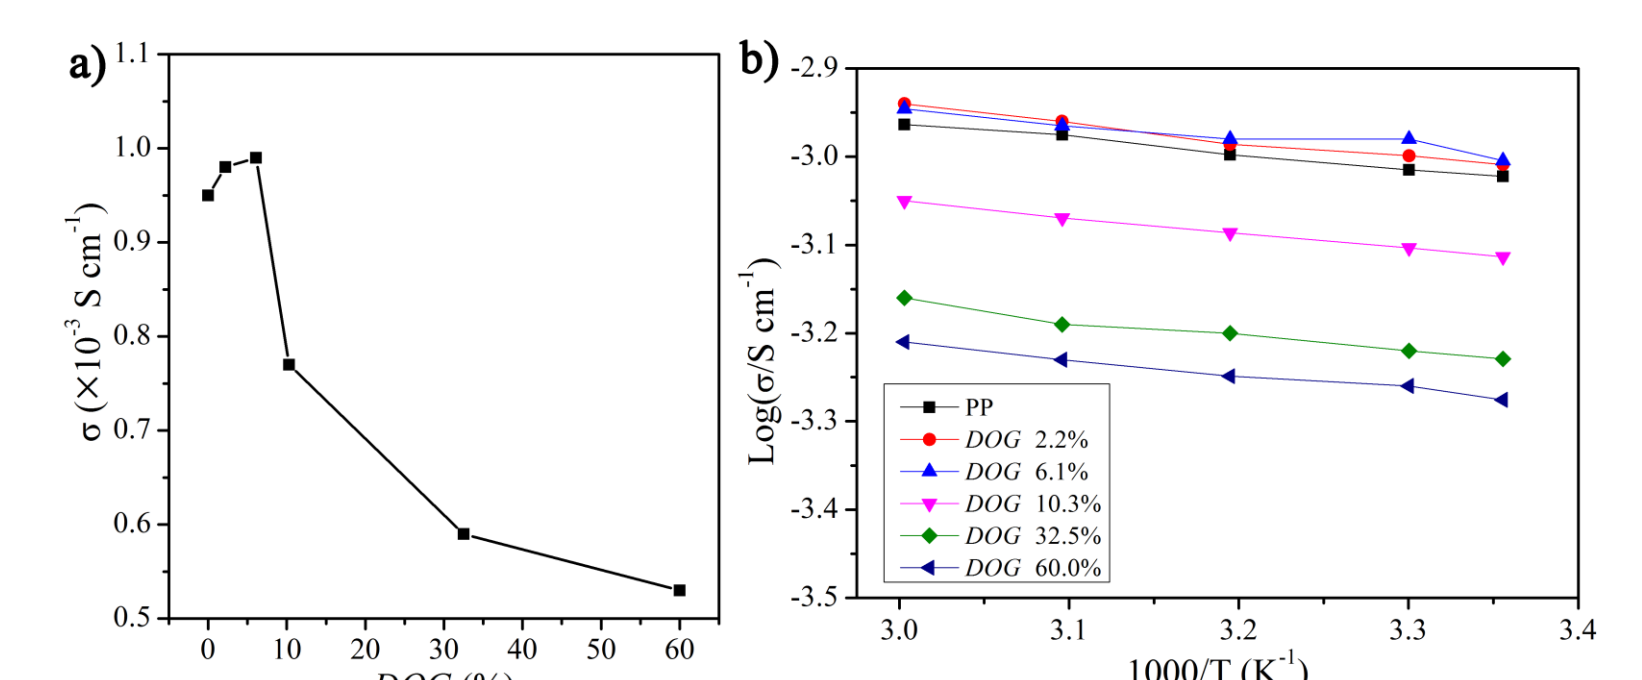 a)
1.1
1.0
0.9
0.8
0.7
0.6
0.5
σ (×10⁻³ S cm⁻¹)
0 10 20 30 40 50 60
DOG (%)
b)
-2.9
-3.0
-3.1
-3.2
-3.3
-3.4
-3.5
Log(σ/S cm⁻¹)
PP
DOG 2.2%
DOG 6.1%
DOG 10.3%
DOG 32.5%
DOG 60.0%
3.0 3.1 3.2 3.3 3.4
1000/T (K⁻¹)